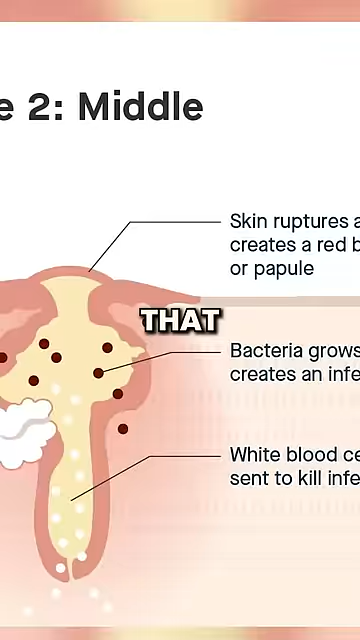 e 2: Middle
Skin ruptures a
creates a red b
or papule
THAT
Bacteria grows
creates an infe
White blood ce
sent to kill infe